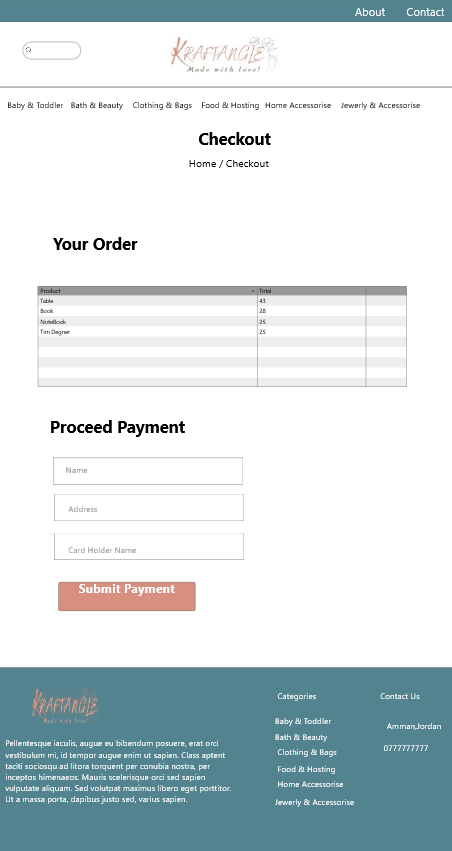 About Contact
KRAFTANGLE
Made with love!
Baby & Toddler Bath & Beauty Clothing & Bags Food & Hosting Home Accessorise Jewerly & Accessorise
Checkout
Home / Checkout
Your Order
Product Total
Table 43
Book 28
NoteBook 25
Tim Degner 25
Proceed Payment
Name
Address
Card Holder Name
Submit Payment
KRAFTANGLE
Made with love!
Pellentesque iaculis, augue eu bibendum posuere, erat orci
vestibulum mi, id tempor augue enim ut sapien. Class aptent
taciti sociosqu ad litora torquent per conubia nostra, per
inceptos himenaeos. Mauris scelerisque orci sed sapien
vulputate aliquam. Sed volutpat maximus libero eget porttitor.
Ut a massa porta, dapibus justo sed, varius sapien.
Categories
Baby & Toddler
Bath & Beauty
Clothing & Bags
Food & Hosting
Home Accessorise
Jewerly & Accessorise
Contact Us
Amman,Jordan
0777777777